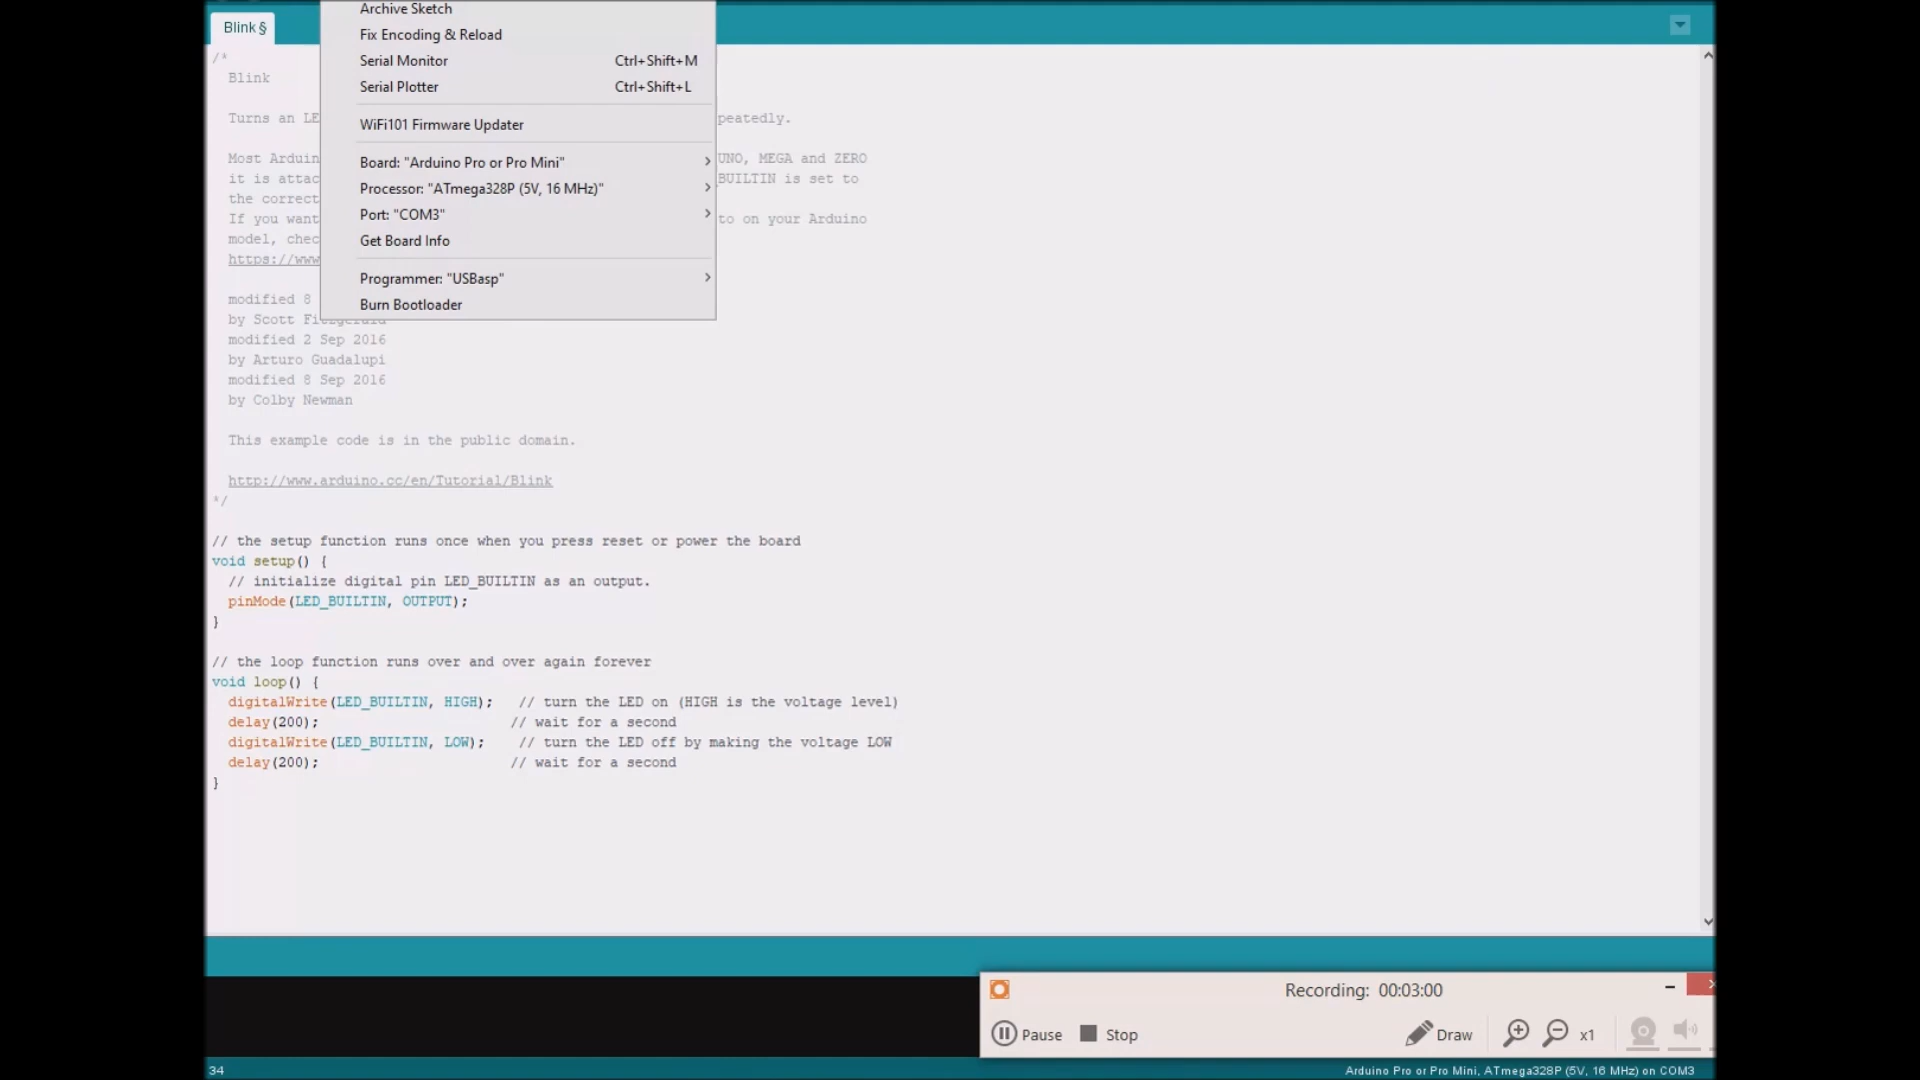 Blink §
Archive Sketch
Fix Encoding & Reload
Serial Monitor Ctrl+Shift+M
Serial Plotter Ctrl+Shift+L
WiFi101 Firmware Updater
Board: "Arduino Pro or Pro Mini"
Processor: "ATmega328P (5V, 16 MHz)"
Port: "COM3"
Get Board Info
Programmer: "USBasp"
Burn Bootloader
/*
Blink
Turns an LE peatedly.
Most Arduin UNO, MEGA and ZERO
it is attac BUILTIN is set to
the correct
If you want to on your Arduino
model, chec
https://www
modified 8
by Scott Fitzgerald
modified 2 Sep 2016
by Arturo Guadalupi
modified 8 Sep 2016
by Colby Newman
This example code is in the public domain.
http://www.arduino.cc/en/Tutorial/Blink
*/
// the setup function runs once when you press reset or power the board
void setup() {
// initialize digital pin LED_BUILTIN as an output.
pinMode(LED_BUILTIN, OUTPUT);
}
// the loop function runs over and over again forever
void loop() {
digitalWrite(LED_BUILTIN, HIGH); // turn the LED on (HIGH is the voltage level)
delay(200); // wait for a second
digitalWrite(LED_BUILTIN, LOW); // turn the LED off by making the voltage LOW
delay(200); // wait for a second
}
Recording: 00:03:00
Pause Stop Draw x1
34 Arduino Pro or Pro Mini, ATmega328P (5V, 16 MHz) on COM3